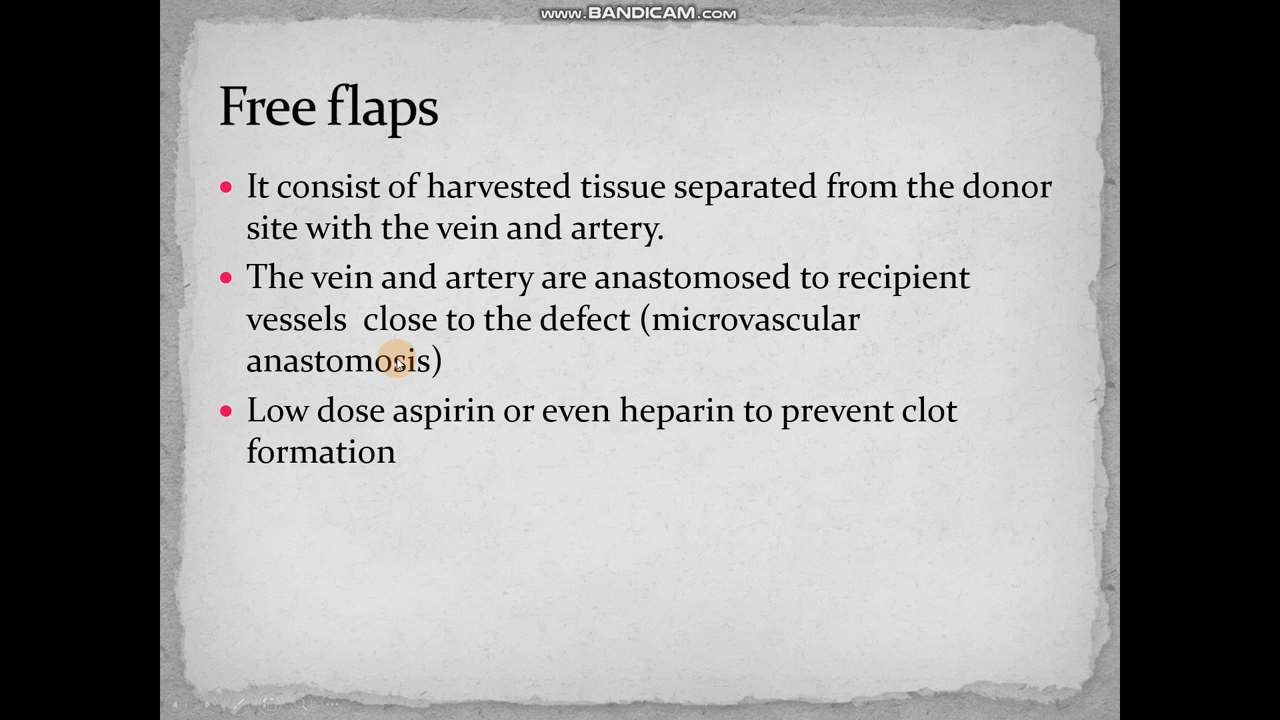 www.BANDICAM.com
Free flaps
• It consist of harvested tissue separated from the donor
site with the vein and artery.
• The vein and artery are anastomosed to recipient
vessels  close to the defect (microvascular
anastomosis)
• Low dose aspirin or even heparin to prevent clot
formation